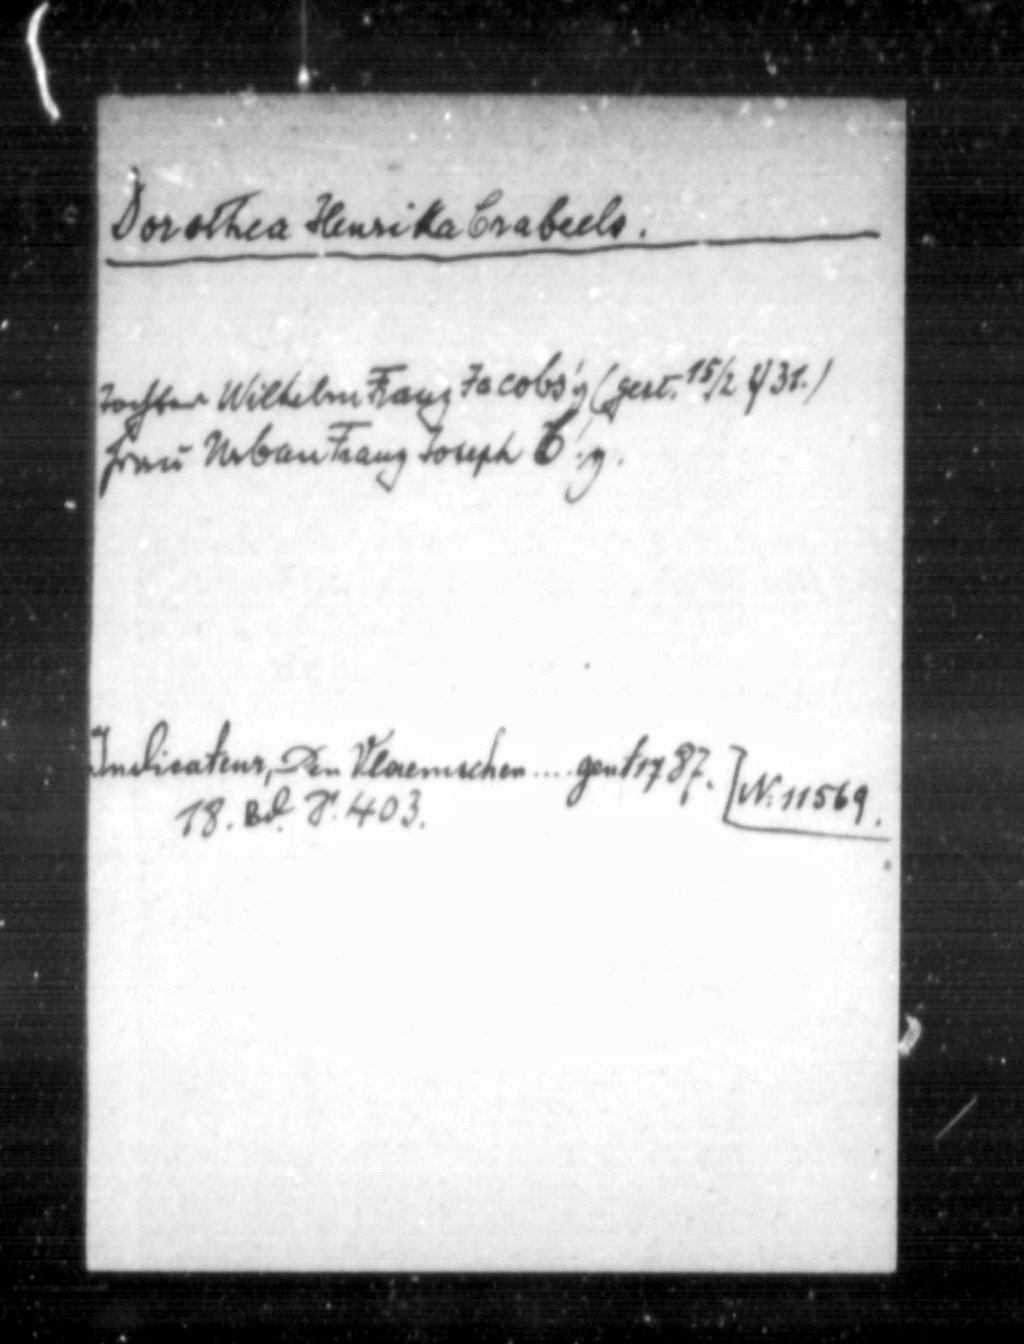 Dorothea Henrika Crabeels.
Tochter Wilhelm Franz Jacobs' (gest. 15/2 31.)
Frau Urban Franz Joseph
Indicateur, Den Vlaemschen .... gent 1787. N. 11569.
18. Bd. S. 403.